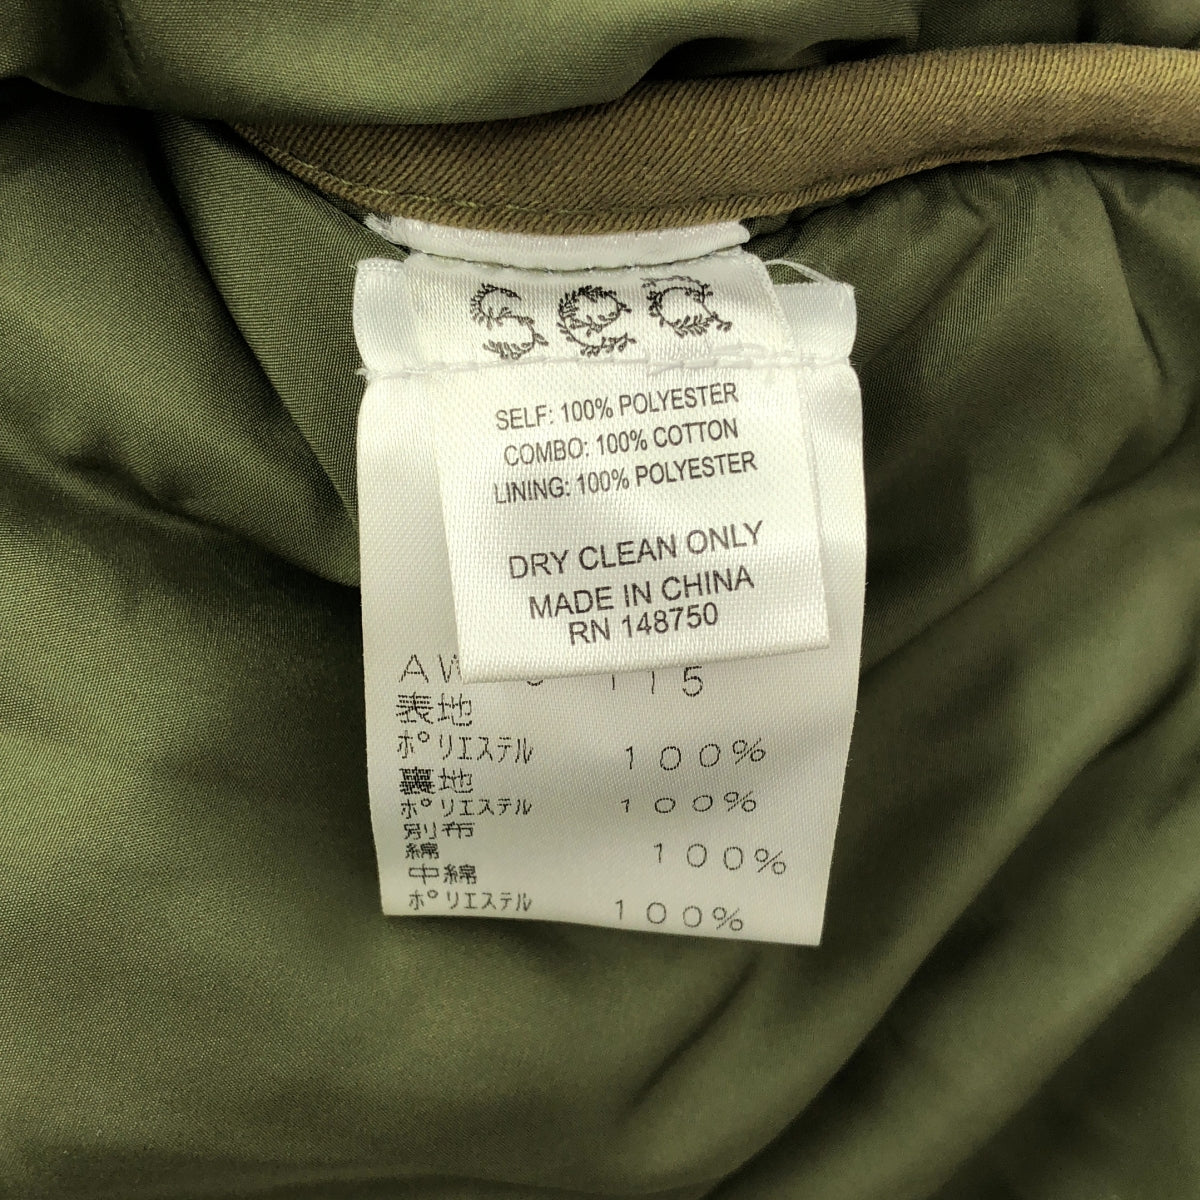 sea
SELF: 100% POLYESTER
COMBO: 100% COTTON
LINING: 100% POLYESTER
DRY CLEAN ONLY
MADE IN CHINA
RN 148750
115
表地
ポリエステル 100%
裏地
ポリエステル 100%
別布
綿 100%
中綿
ポリエステル 100%